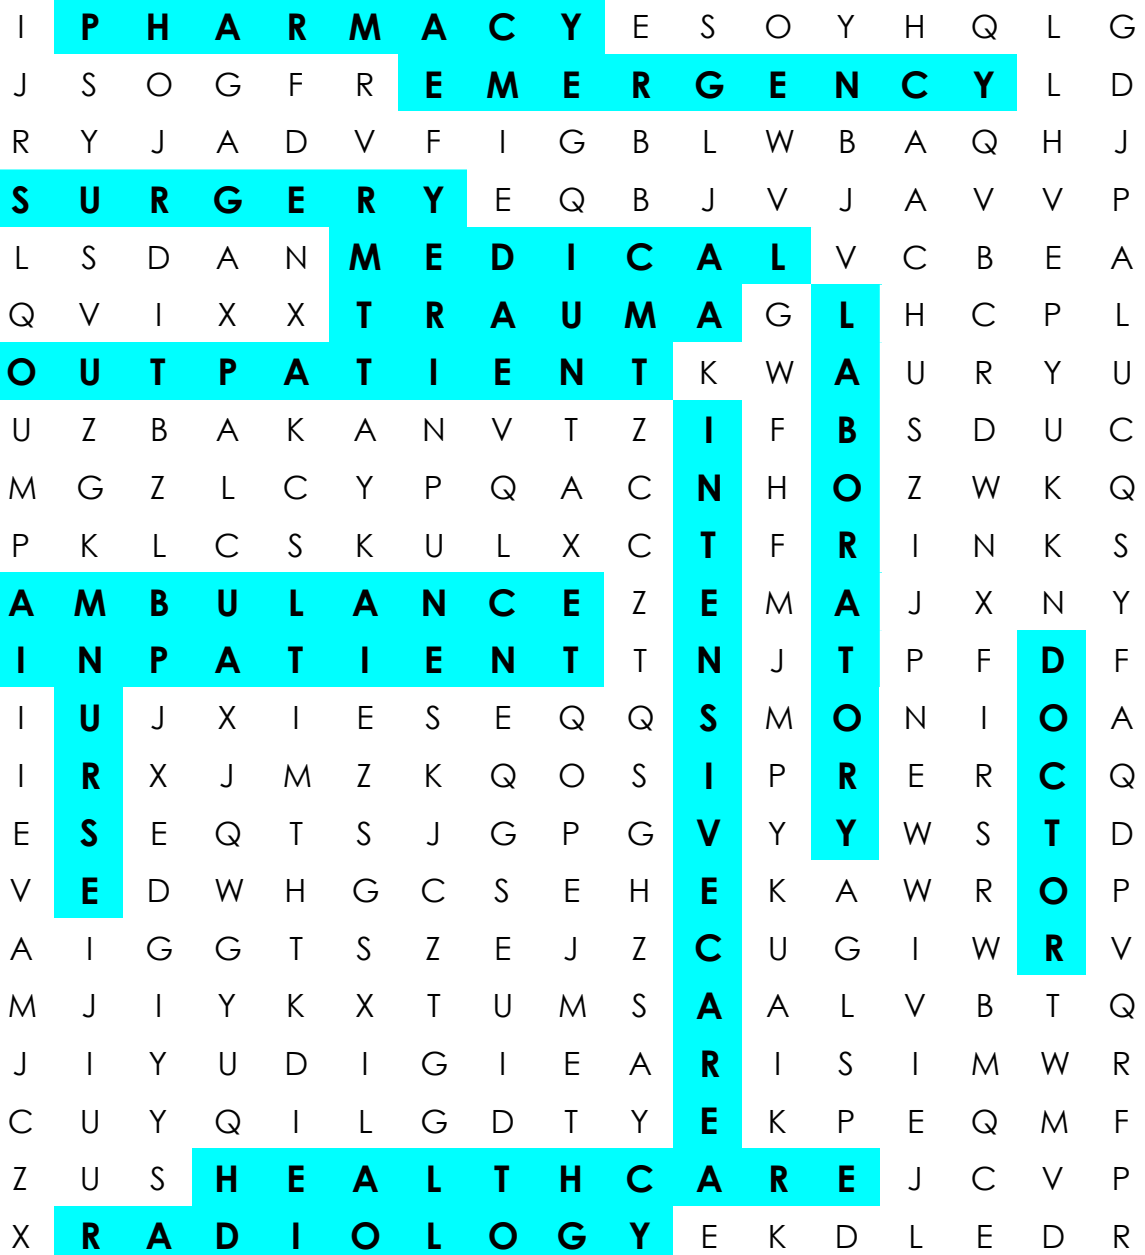 I P H A R M A C Y E S O Y H Q L G
J S O G F R E M E R G E N C Y L D
R Y J A D V F I G B L W B A Q H J
S U R G E R Y E Q B J V J A V V P
L S D A N M E D I C A L V C B E A
Q V I X X T R A U M A G L H C P L
O U T P A T I E N T K W A U R Y U
U Z B A K A N V T Z I F B S D U C
M G Z L C Y P Q A C N H O Z W K Q
P K L C S K U L X C T F R I N K S
A M B U L A N C E Z E M A J X N Y
I N P A T I E N T T N J T P F D F
I U J X I E S E Q Q S M O N I O A
I R X J M Z K Q O S I P R E R C Q
E S E Q T S J G P G V Y Y W S T D
V E D W H G C S E H E K A W R O P
A I G G T S Z E J Z C U G I W R V
M J I Y K X T U M S A A L V B T Q
J I Y U D I G I E A R I S I M W R
C U Y Q I L G D T Y E K P E Q M F
Z U S H E A L T H C A R E J C V P
X R A D I O L O G Y E K D L E D R